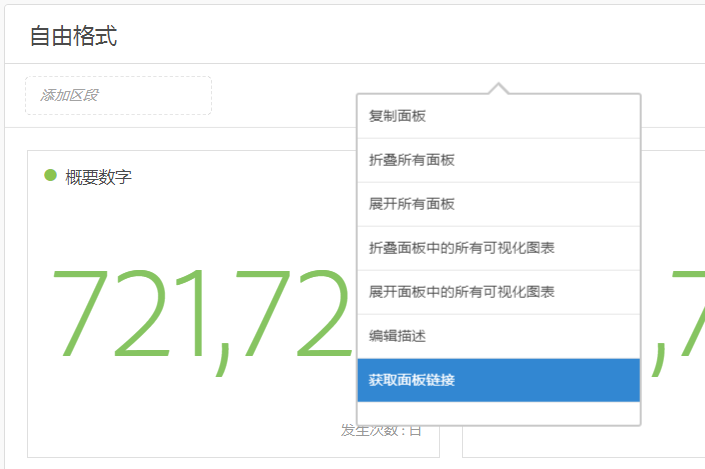 自由格式
添加区段
复制面板
折叠所有面板
展开所有面板
折叠面板中的所有可视化图表
展开面板中的所有可视化图表
编辑描述
获取面板链接
概要数字
721,72
,7
发生次数 : 日